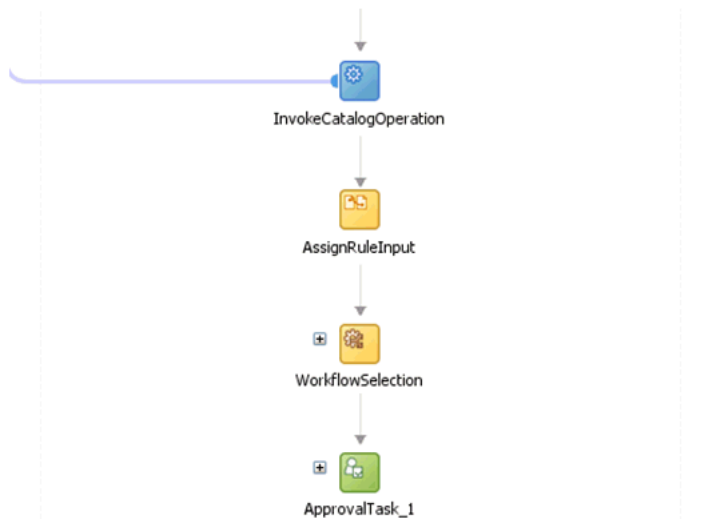 InvokeCatalogOperation
AssignRuleInput
WorkflowSelection
ApprovalTask_1